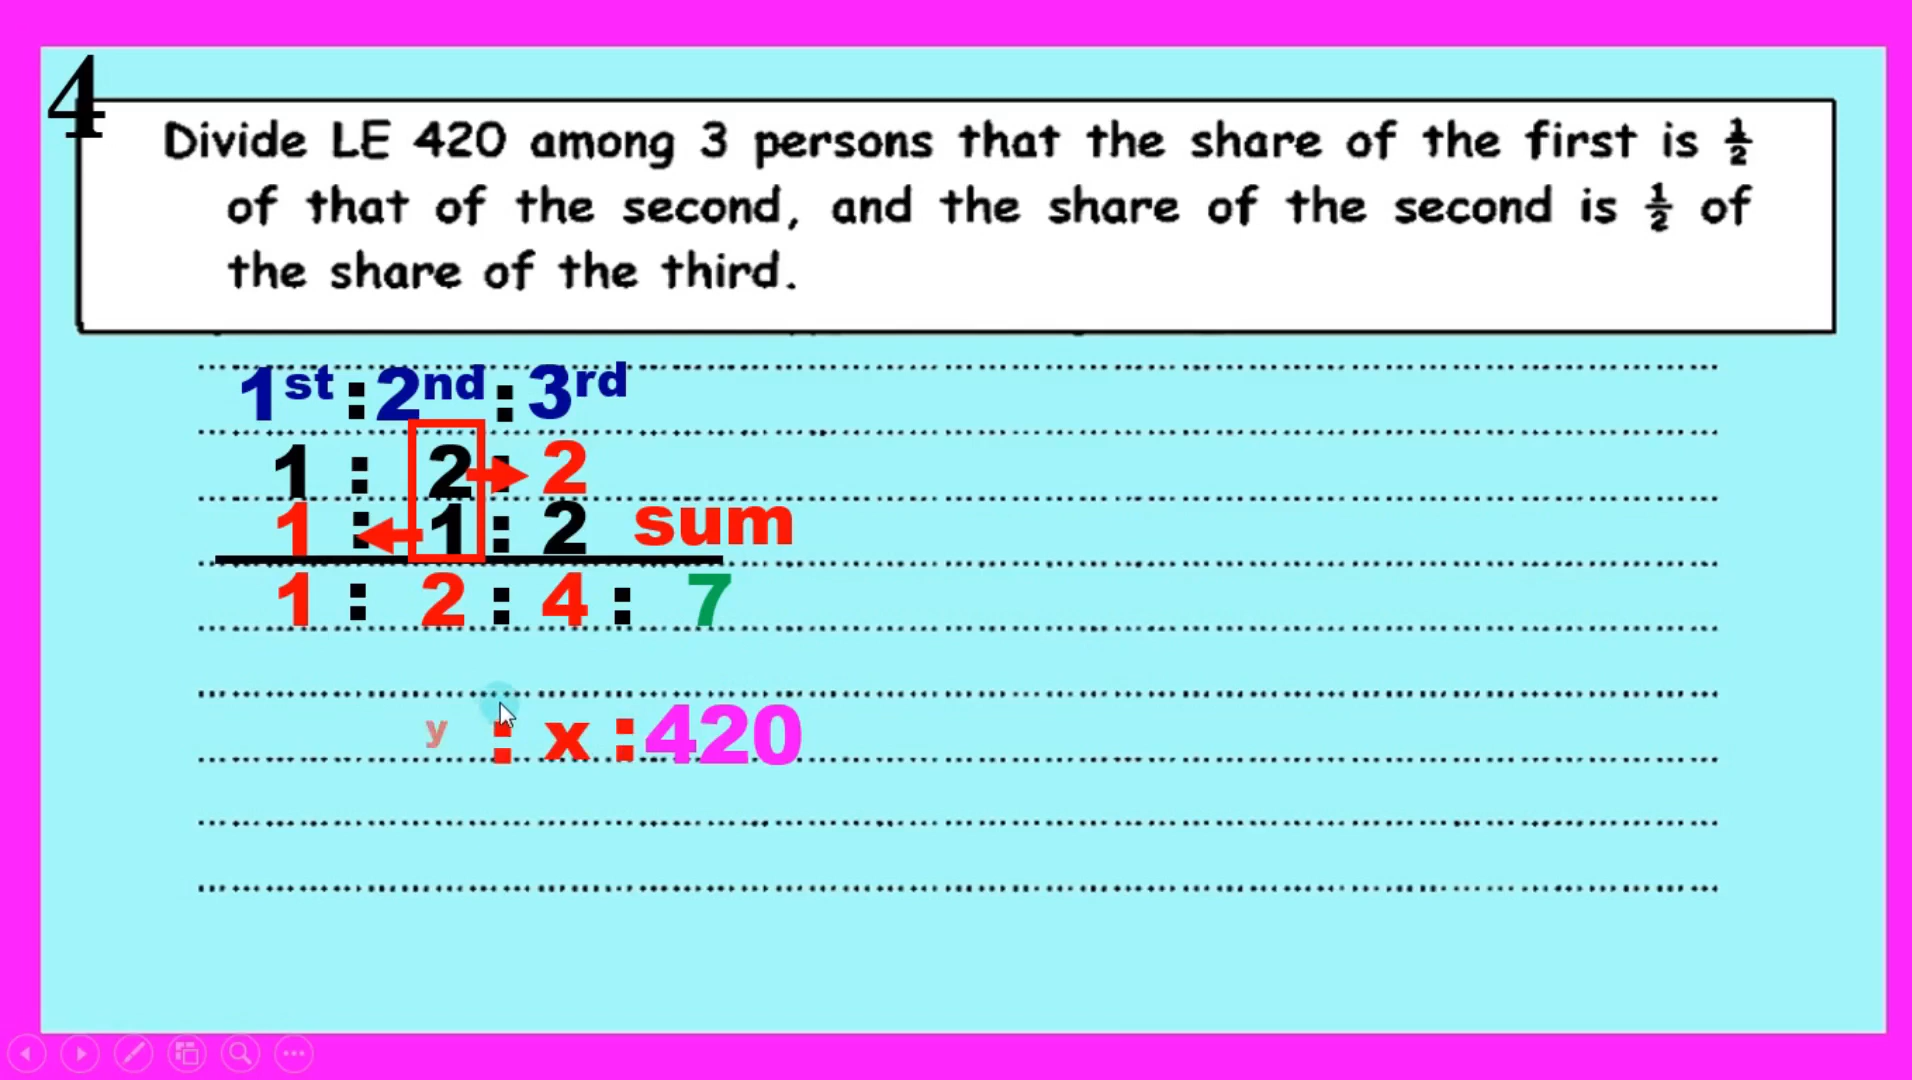 4
Divide LE 420 among 3 persons that the share of the first is ½
of that of the second, and the share of the second is ½ of
the share of the third.
1st : 2nd : 3rd
1 : 2 : 2
1 : 1 : 2 sum
1 : 2 : 4 : 7
y : x : 420